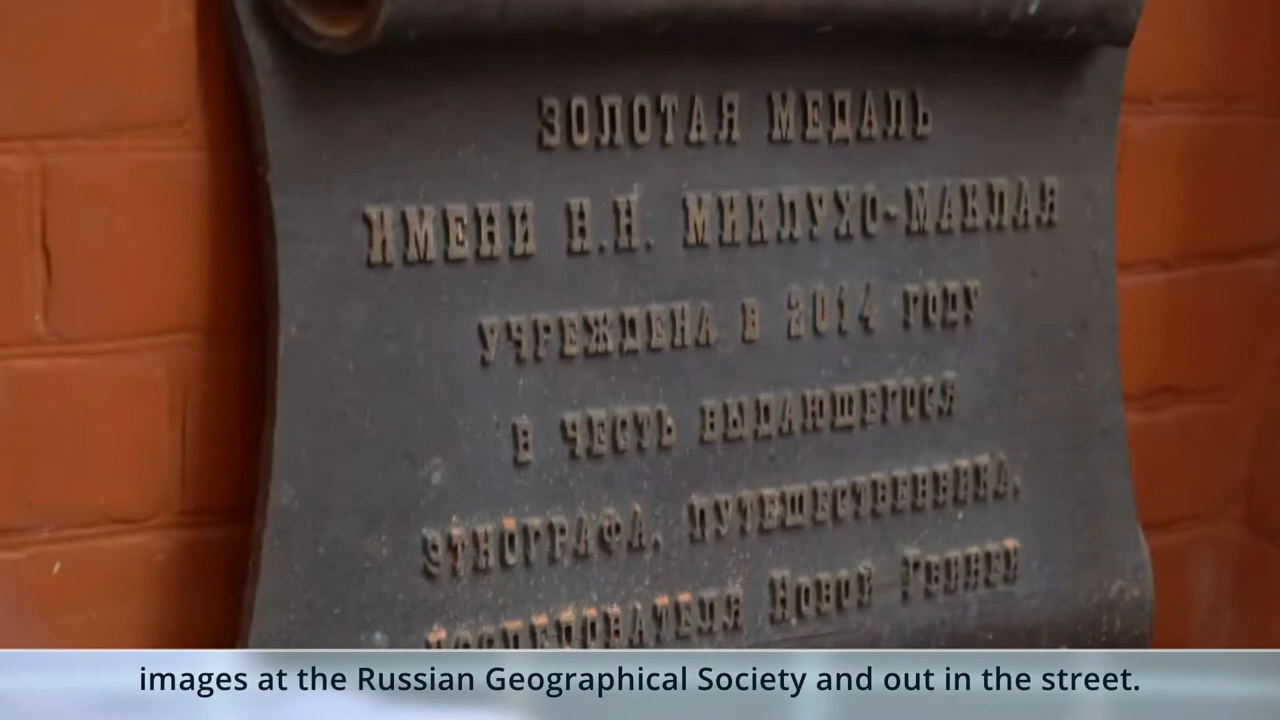 ЗОЛОТАЯ МЕДАЛЬ
ИМЕНИ Н.Н. МИКЛУХО-МАКЛАЯ
УЧРЕЖДЕНА В 2014 ГОДУ
В ЧЕСТЬ ВЫДАЮЩЕГОСЯ
ЭТНОГРАФА, ПУТЕШЕСТВЕННИКА,
ИССЛЕДОВАТЕЛЯ НОВОЙ ГВИНЕИ
images at the Russian Geographical Society and out in the street.